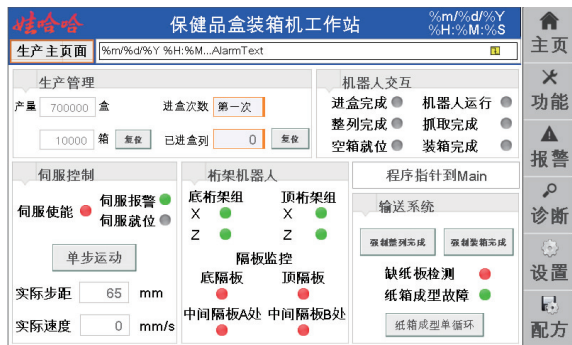 娃哈哈
保健品盒装箱机工作站
%m/%d/%Y
%H:%M:%S
生产主页面
%m/%d/%Y %H:%M...AlarmText
1
生产管理
产量 700000 盒 进盒次数 第一次
10000 箱 复位 已进盒列 0 复位
机器人交互
进盒完成 机器人运行
整列完成 抓取完成
空箱就位 装箱完成
伺服控制
伺服使能 伺服报警
伺服就位
单步运动
实际步距 65 mm
实际速度 0 mm/s
桁架机器人
底桁架组 顶桁架组
X X
Z Z
隔板监控
底隔板 顶隔板
中间隔板A处 中间隔板B处
程序指针到Main
输送系统
强制整列完成 强制装箱完成
缺纸板检测
纸箱成型故障
纸箱成型单循环
主页
功能
报警
诊断
设置
配方